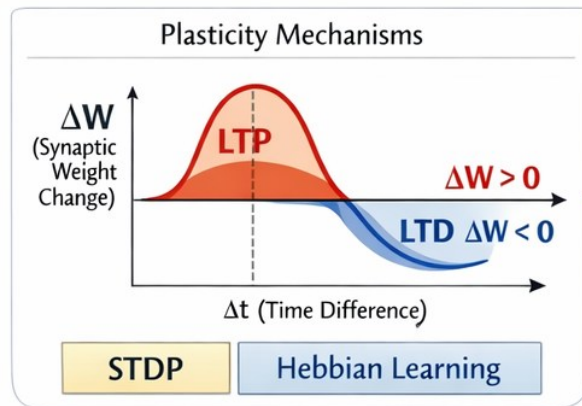 Plasticity Mechanisms
ΔW
(Synaptic
Weight
Change)
LTP
ΔW > 0
LTD ΔW < 0
Δt (Time Difference)
STDP
Hebbian Learning